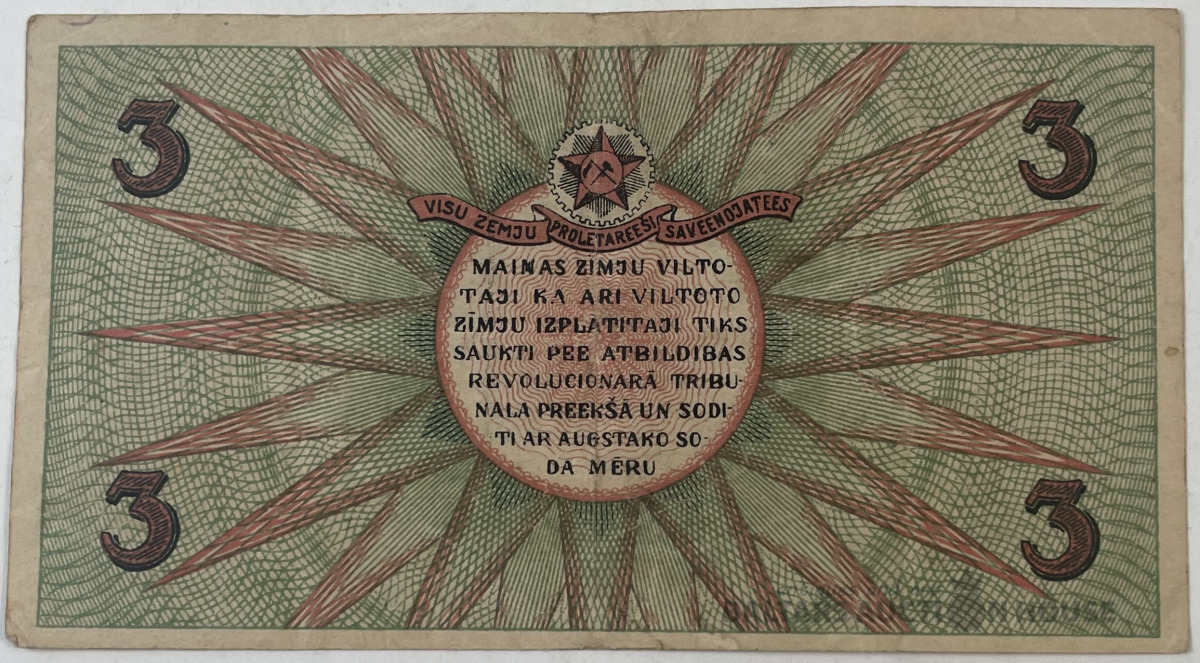 3
3
VISU ZEMJU PROLETAREEŠI SAVEENOJATEES
MAIŅAS ZĪMJU VILTO-
TAJI KA ARI VILTOTO
ZĪMJU IZPLATITAJI TIKS
SAUKTI PEE ATBILDIBAS
REVOLUCIONARĀ TRIBU-
NALA PREEKŠĀ UN SODI-
TI AR AUGSTAKO SO-
DA MĒRU
3
3